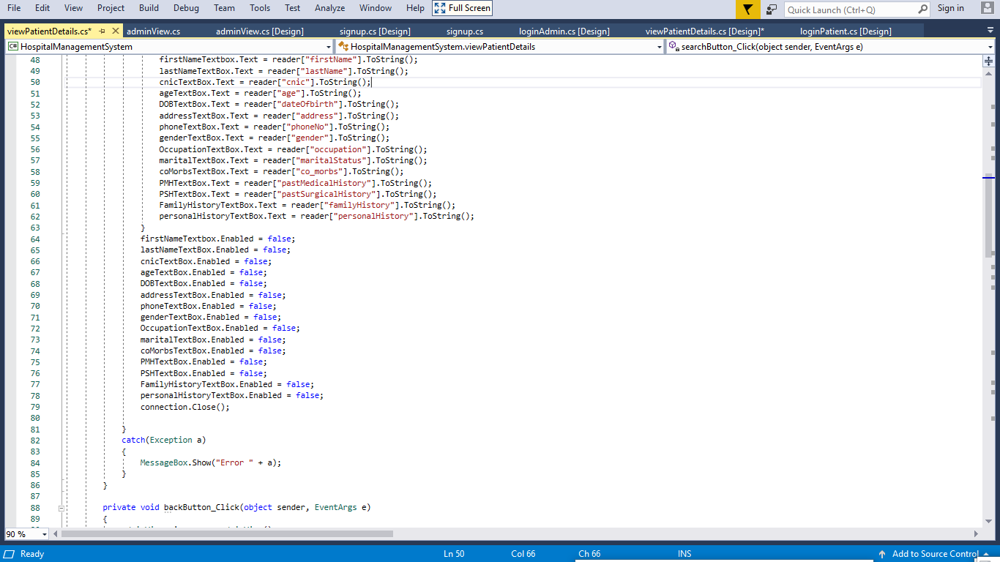 File Edit View Project Build Debug Team Tools Test Analyze Window Help Full Screen Quick Launch (Ctrl+Q) Sign in
viewPatientDetails.cs* adminView.cs adminView.cs [Design] signup.cs [Design] signup.cs loginAdmin.cs [Design] viewPatientDetails.cs [Design]* loginPatient.cs [Design]
C# HospitalManagementSystem HospitalManagementSystem.viewPatientDetails searchButton_Click(object sender, EventArgs e)
48 firstNameTextbox.Text = reader["firstName"].ToString();
49 lastNameTextBox.Text = reader["lastName"].ToString();
50 cnicTextBox.Text = reader["cnic"].ToString();
51 ageTextBox.Text = reader["age"].ToString();
52 DOBTextBox.Text = reader["dateOfbirth"].ToString();
53 addressTextBox.Text = reader["address"].ToString();
54 phoneTextBox.Text = reader["phoneNo"].ToString();
55 genderTextBox.Text = reader["gender"].ToString();
56 OccupationTextBox.Text = reader["occupation"].ToString();
57 maritalTextBox.Text = reader["maritalStatus"].ToString();
58 coMorbsTextBox.Text = reader["co_morbs"].ToString();
59 PMHTextBox.Text = reader["pastMedicalHistory"].ToString();
60 PSHTextBox.Text = reader["pastSurgicalHistory"].ToString();
61 FamilyHistoryTextBox.Text = reader["familyHistory"].ToString();
62 personalHistoryTextBox.Text = reader["personalHistory"].ToString();
63 }
64 firstNameTextbox.Enabled = false;
65 lastNameTextBox.Enabled = false;
66 cnicTextBox.Enabled = false;
67 ageTextBox.Enabled = false;
68 DOBTextBox.Enabled = false;
69 addressTextBox.Enabled = false;
70 phoneTextBox.Enabled = false;
71 genderTextBox.Enabled = false;
72 OccupationTextBox.Enabled = false;
73 maritalTextBox.Enabled = false;
74 coMorbsTextBox.Enabled = false;
75 PMHTextBox.Enabled = false;
76 PSHTextBox.Enabled = false;
77 FamilyHistoryTextBox.Enabled = false;
78 personalHistoryTextBox.Enabled = false;
79 connection.Close();
80
81 }
82 catch(Exception a)
83 {
84 MessageBox.Show("Error " + a);
85 }
86 }
87
88 private void backButton_Click(object sender, EventArgs e)
89 {
90 %
Ready Ln 50 Col 66 Ch 66 INS Add to Source Control